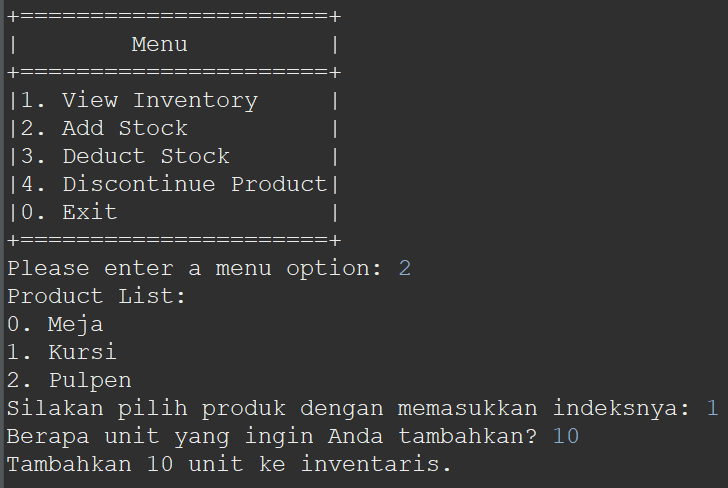 +======================+
|        Menu          |
+======================+
|1. View Inventory     |
|2. Add Stock          |
|3. Deduct Stock       |
|4. Discontinue Product|
|0. Exit               |
+======================+
Please enter a menu option: 2
Product List:
0. Meja
1. Kursi
2. Pulpen
Silakan pilih produk dengan memasukkan indeksnya: 1
Berapa unit yang ingin Anda tambahkan? 10
Tambahkan 10 unit ke inventaris.